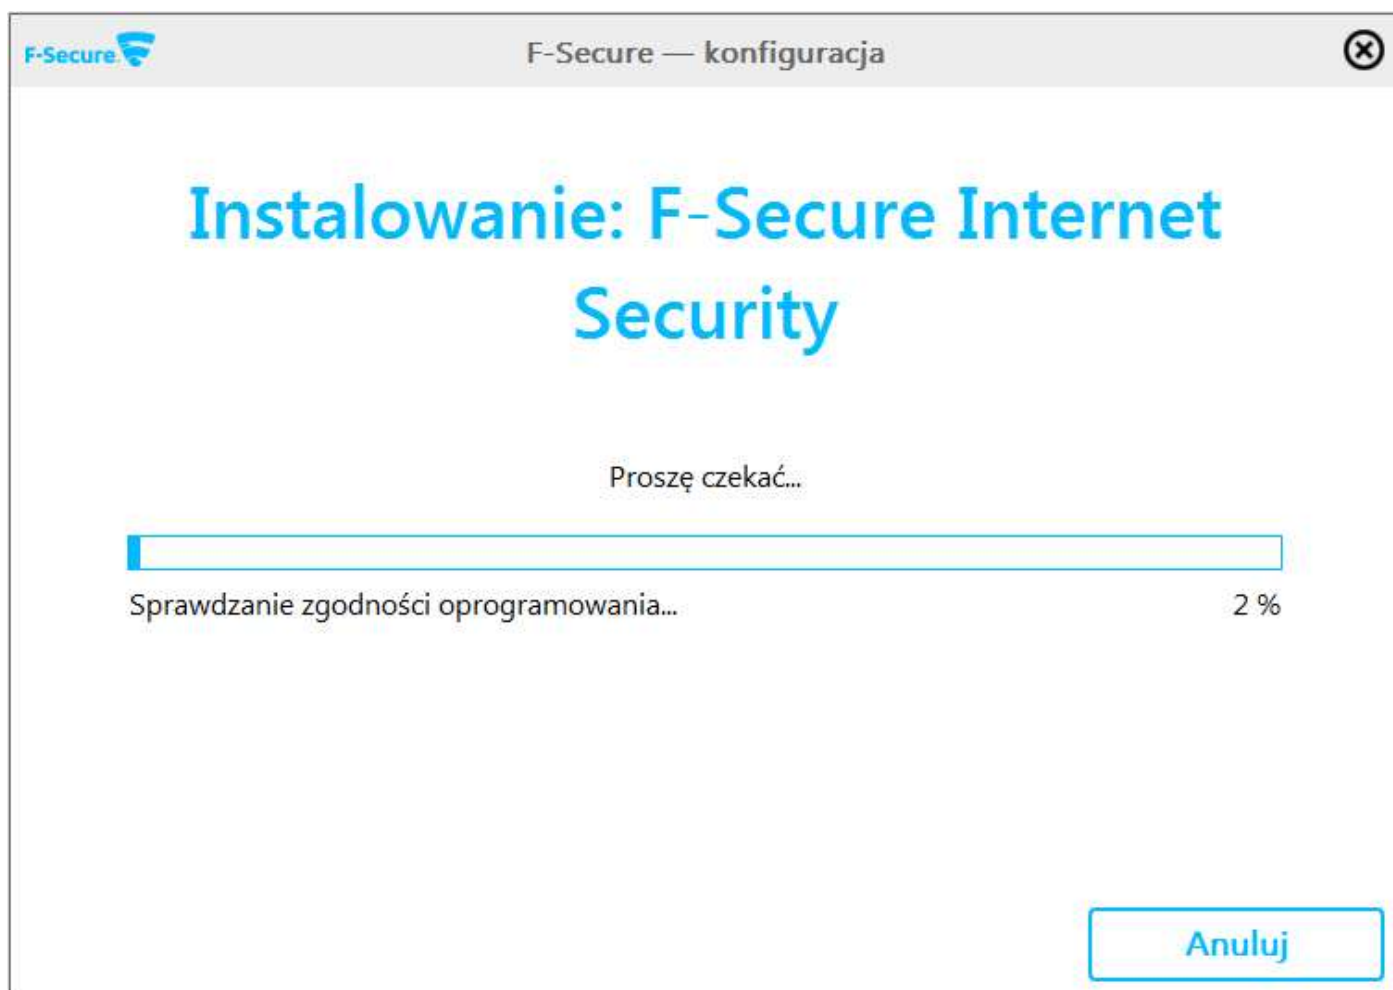 F-Secure
F-Secure — konfiguracja
Instalowanie: F-Secure Internet
Security
Proszę czekać...
Sprawdzanie zgodności oprogramowania...
2 %
Anuluj